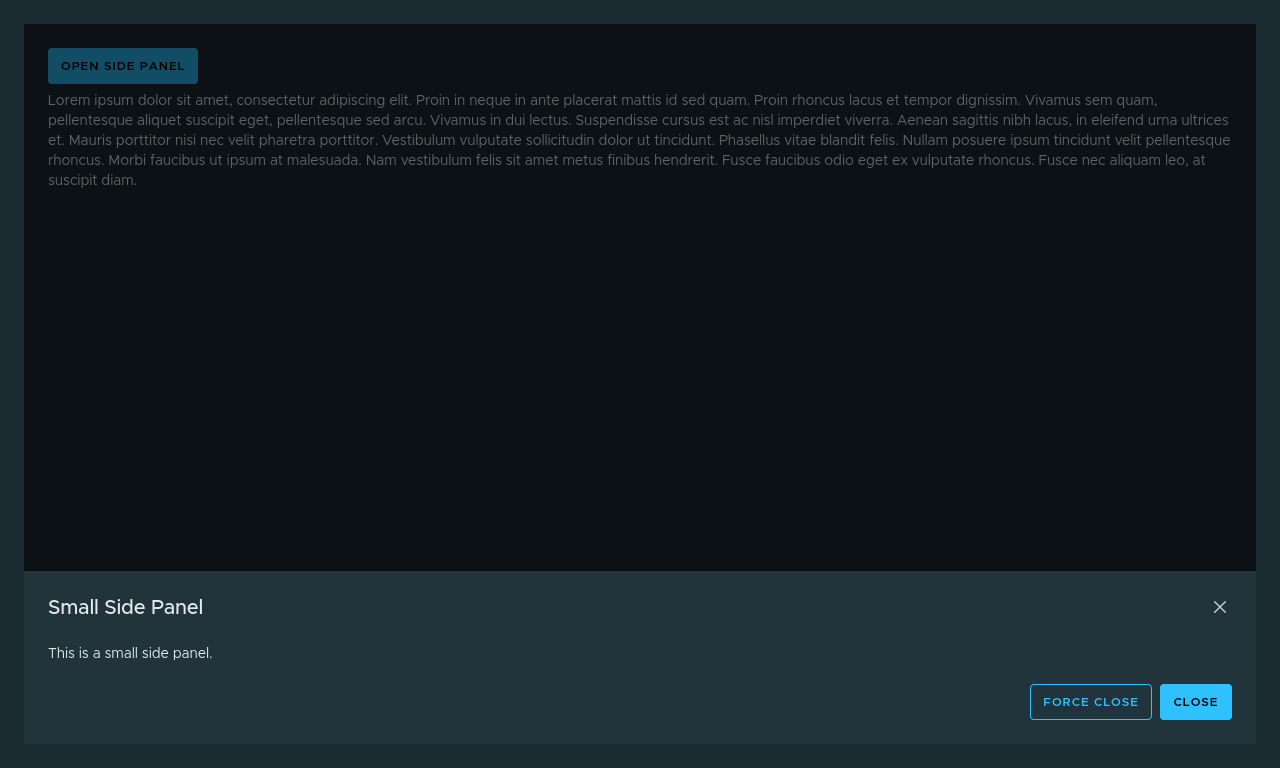 OPEN SIDE PANEL
Lorem ipsum dolor sit amet, consectetur adipiscing elit. Proin in neque in ante placerat mattis id sed quam. Proin rhoncus lacus et tempor dignissim. Vivamus sem quam,
pellentesque aliquet suscipit eget, pellentesque sed arcu. Vivamus in dui lectus. Suspendisse cursus est ac nisl imperdiet viverra. Aenean sagittis nibh lacus, in eleifend urna ultrices
et. Mauris porttitor nisi nec velit pharetra porttitor. Vestibulum vulputate sollicitudin dolor ut tincidunt. Phasellus vitae blandit felis. Nullam posuere ipsum tincidunt velit pellentesque
rhoncus. Morbi faucibus ut ipsum at malesuada. Nam vestibulum felis sit amet metus finibus hendrerit. Fusce faucibus odio eget ex vulputate rhoncus. Fusce nec aliquam leo, at
suscipit diam.
Small Side Panel
This is a small side panel.
FORCE CLOSE
CLOSE